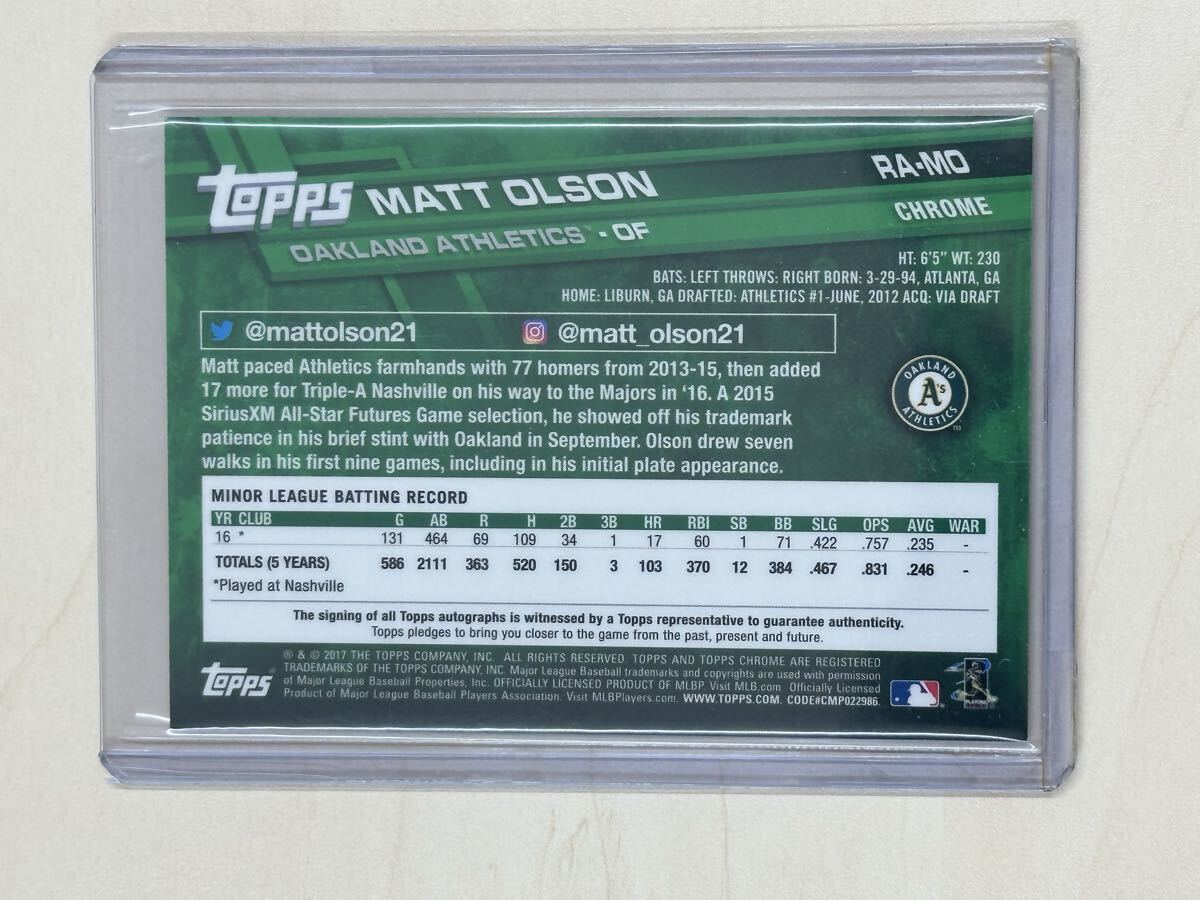 topps MATT OLSON RA-MO
OAKLAND ATHLETICS™ • OF CHROME
HT: 6'5" WT: 230
BATS: LEFT THROWS: RIGHT BORN: 3-29-94, ATLANTA, GA
HOME: LIBURN, GA DRAFTED: ATHLETICS #1-JUNE, 2012 ACQ: VIA DRAFT
@mattolson21 @matt_olson21
Matt paced Athletics farmhands with 77 homers from 2013-15, then added
17 more for Triple-A Nashville on his way to the Majors in '16. A 2015
SiriusXM All-Star Futures Game selection, he showed off his trademark
patience in his brief stint with Oakland in September. Olson drew seven
walks in his first nine games, including in his initial plate appearance.
OAKLAND
A's
ATHLETICS
TM
MINOR LEAGUE BATTING RECORD
YR CLUB G AB R H 2B 3B HR RBI SB BB SLG OPS AVG WAR
16 * 131 464 69 109 34 1 17 60 1 71 .422 .757 .235 -
TOTALS (5 YEARS) 586 2111 363 520 150 3 103 370 12 384 .467 .831 .246 -
*Played at Nashville
The signing of all Topps autographs is witnessed by a Topps representative to guarantee authenticity.
Topps pledges to bring you closer to the game from the past, present and future.
topps®
® & © 2017 THE TOPPS COMPANY, INC. ALL RIGHTS RESERVED. TOPPS AND TOPPS CHROME ARE REGISTERED
TRADEMARKS OF THE TOPPS COMPANY, INC. Major League Baseball trademarks and copyrights are used with permission
of Major League Baseball Properties, Inc. OFFICIALLY LICENSED PRODUCT OF MLBP. Visit MLB.com Officially Licensed
Product of Major League Baseball Players Association. Visit MLBPlayers.com. WWW.TOPPS.COM. CODE#CMP022986.